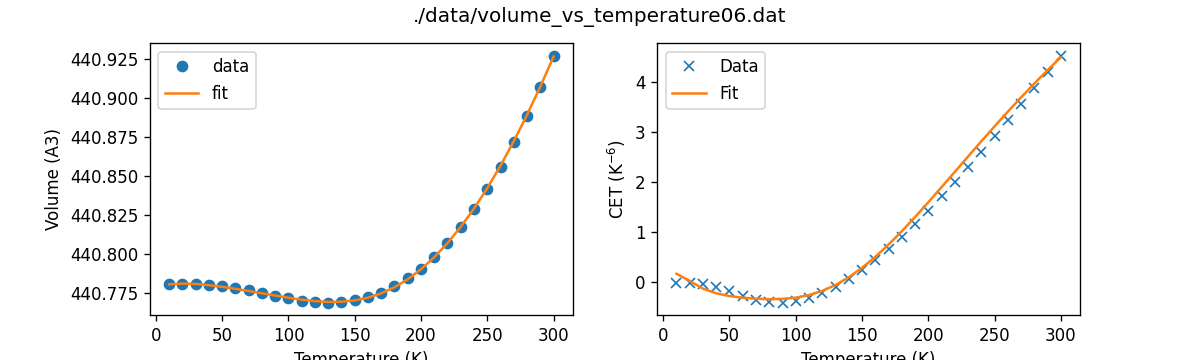 ./data/volume_vs_temperature06.dat
Volume (A3)
440.925
440.900
440.875
440.850
440.825
440.800
440.775
data
fit
0 50 100 150 200 250 300
Temperature (K)
CET (K⁻⁶)
4
3
2
1
0
Data
Fit
0 50 100 150 200 250 300
Temperature (K)